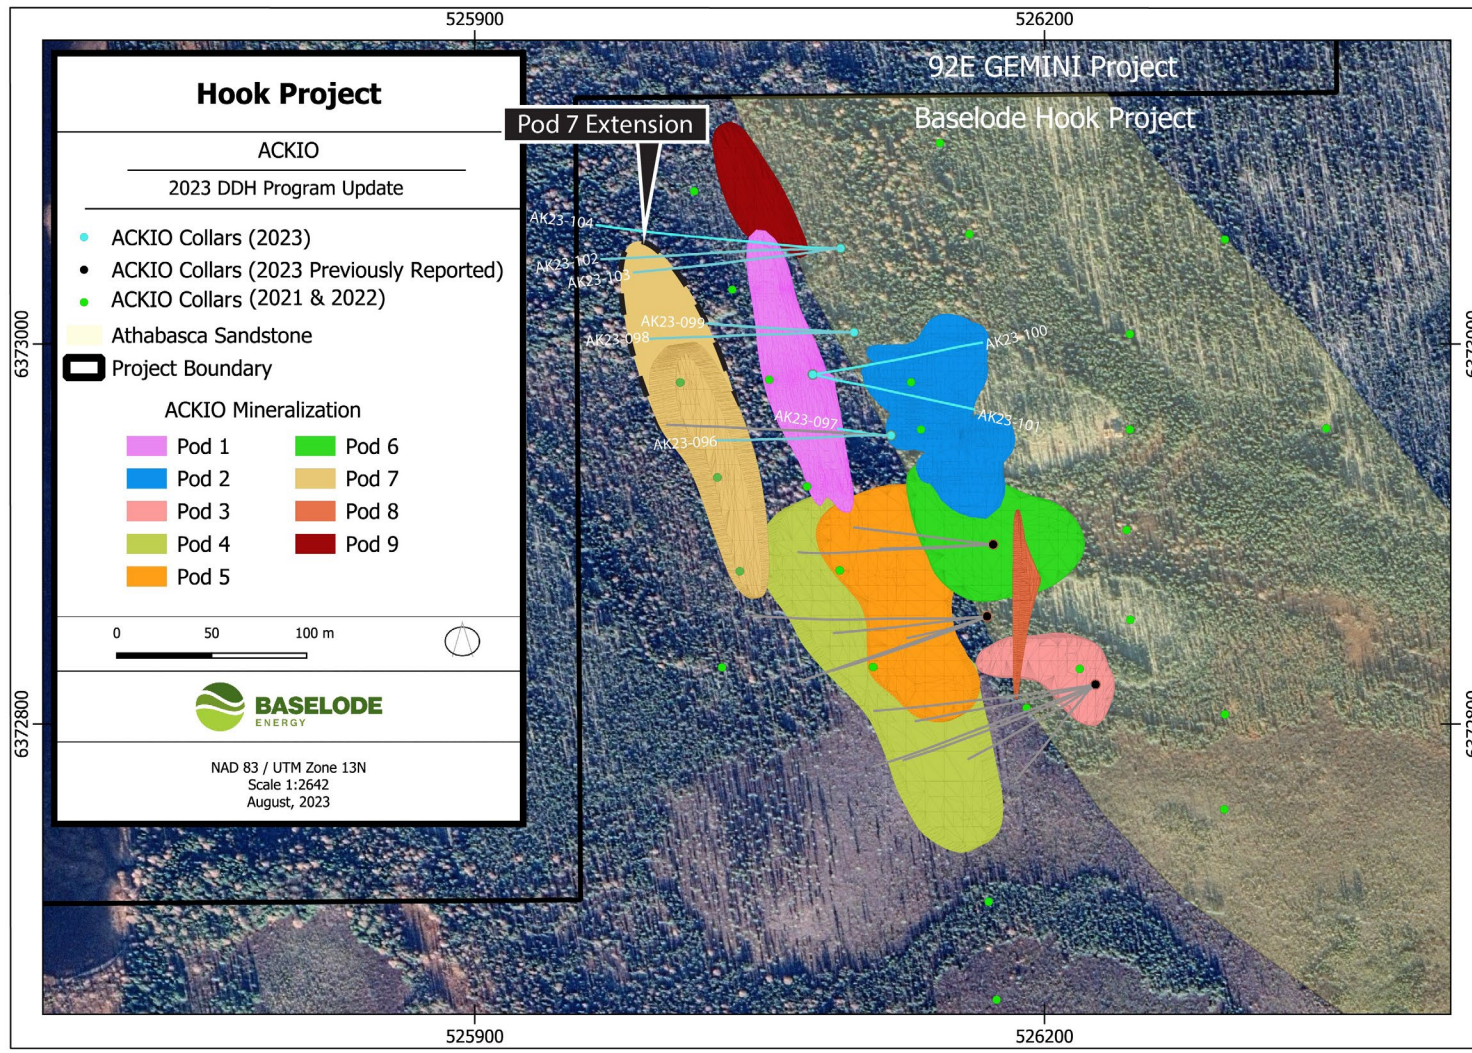 525900
526200
92E GEMINI Project
Baselode Hook Project
Hook Project
ACKIO
2023 DDH Program Update
ACKIO Collars (2023)
ACKIO Collars (2023 Previously Reported)
ACKIO Collars (2021 & 2022)
Athabasca Sandstone
Project Boundary
ACKIO Mineralization
Pod 1
Pod 6
Pod 2
Pod 7
Pod 3
Pod 8
Pod 4
Pod 9
Pod 5
0 50 100 m
BASELODE
ENERGY
NAD 83 / UTM Zone 13N
Scale 1:2642
August, 2023
Pod 7 Extension
AK23-104
AK23-102
AK23-103
AK23-099
AK23-098
AK23-100
AK23-101
AK23-097
AK23-096
6373000
6373000
6372800
6372800
525900
526200